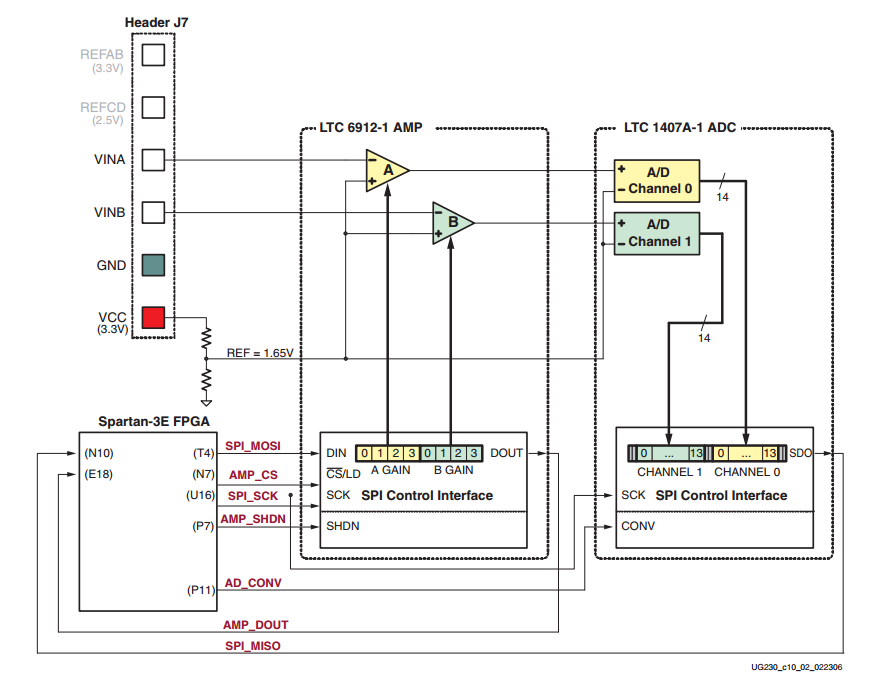 Header J7
REFAB
(3.3V)
REFCD
(2.5V)
VINA
VINB
GND
VCC
(3.3V)
REF = 1.65V
LTC 6912-1 AMP
A
B
LTC 1407A-1 ADC
A/D
Channel 0
A/D
Channel 1
14
14
Spartan-3E FPGA
(N10)
(E18)
(T4)
(N7)
(U16)
(P7)
(P11)
SPI_MOSI
AMP_CS
SPI_SCK
AMP_SHDN
AD_CONV
AMP_DOUT
SPI_MISO
DIN 0 1 2 3 0 1 2 3 DOUT
CS/LD A GAIN B GAIN
SCK SPI Control Interface
SHDN
0 ... 13 0 ... 13 SDO
CHANNEL 1 CHANNEL 0
SCK SPI Control Interface
CONV
UG230_c10_02_022306